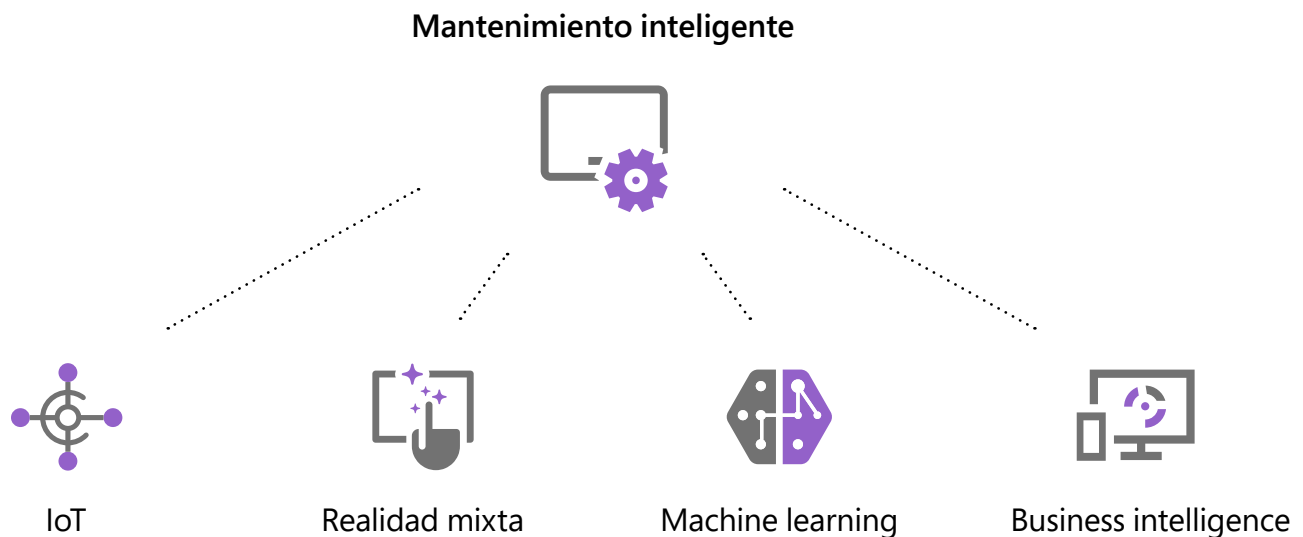 Mantenimiento inteligente
IoT
Realidad mixta
Machine learning
Business intelligence